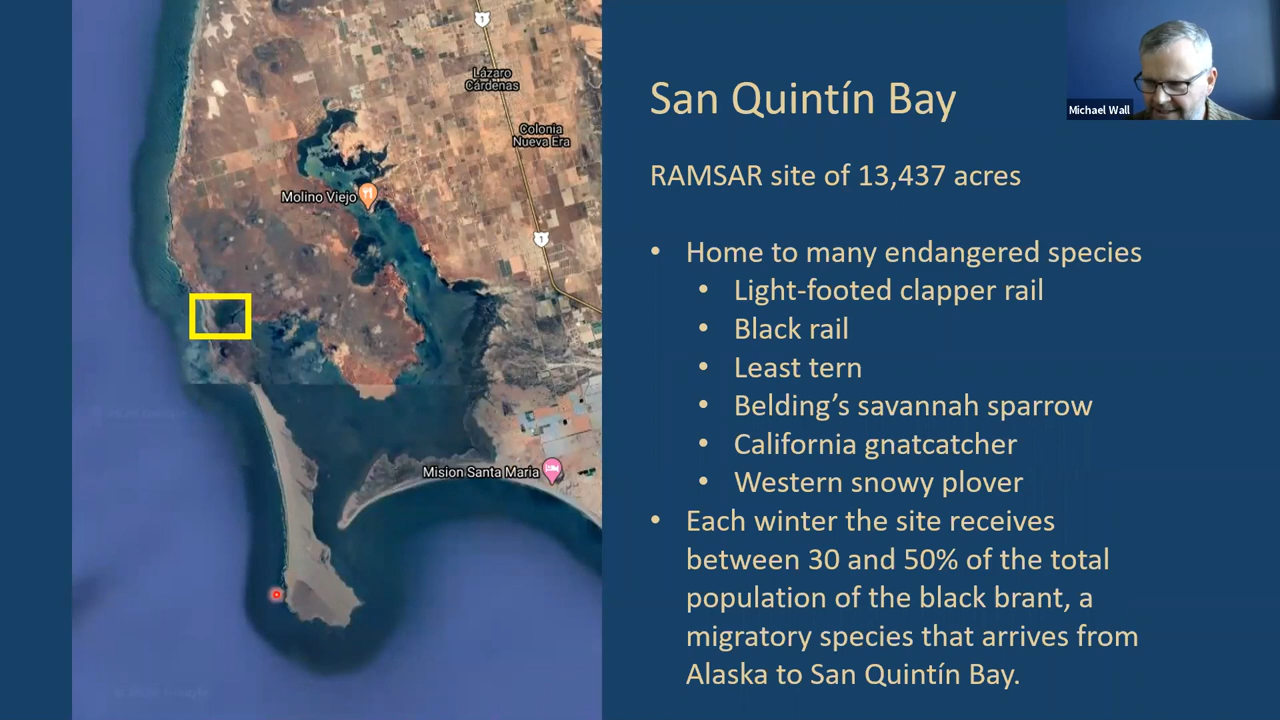 1
Lázaro
Cárdenas
Colonia
Nueva Era
Molino Viejo
1
Mision Santa Maria
San Quintín Bay
Michael Wall
RAMSAR site of 13,437 acres
• Home to many endangered species
• Light-footed clapper rail
• Black rail
• Least tern
• Belding’s savannah sparrow
• California gnatcatcher
• Western snowy plover
• Each winter the site receives
between 30 and 50% of the total
population of the black brant, a
migratory species that arrives from
Alaska to San Quintín Bay.